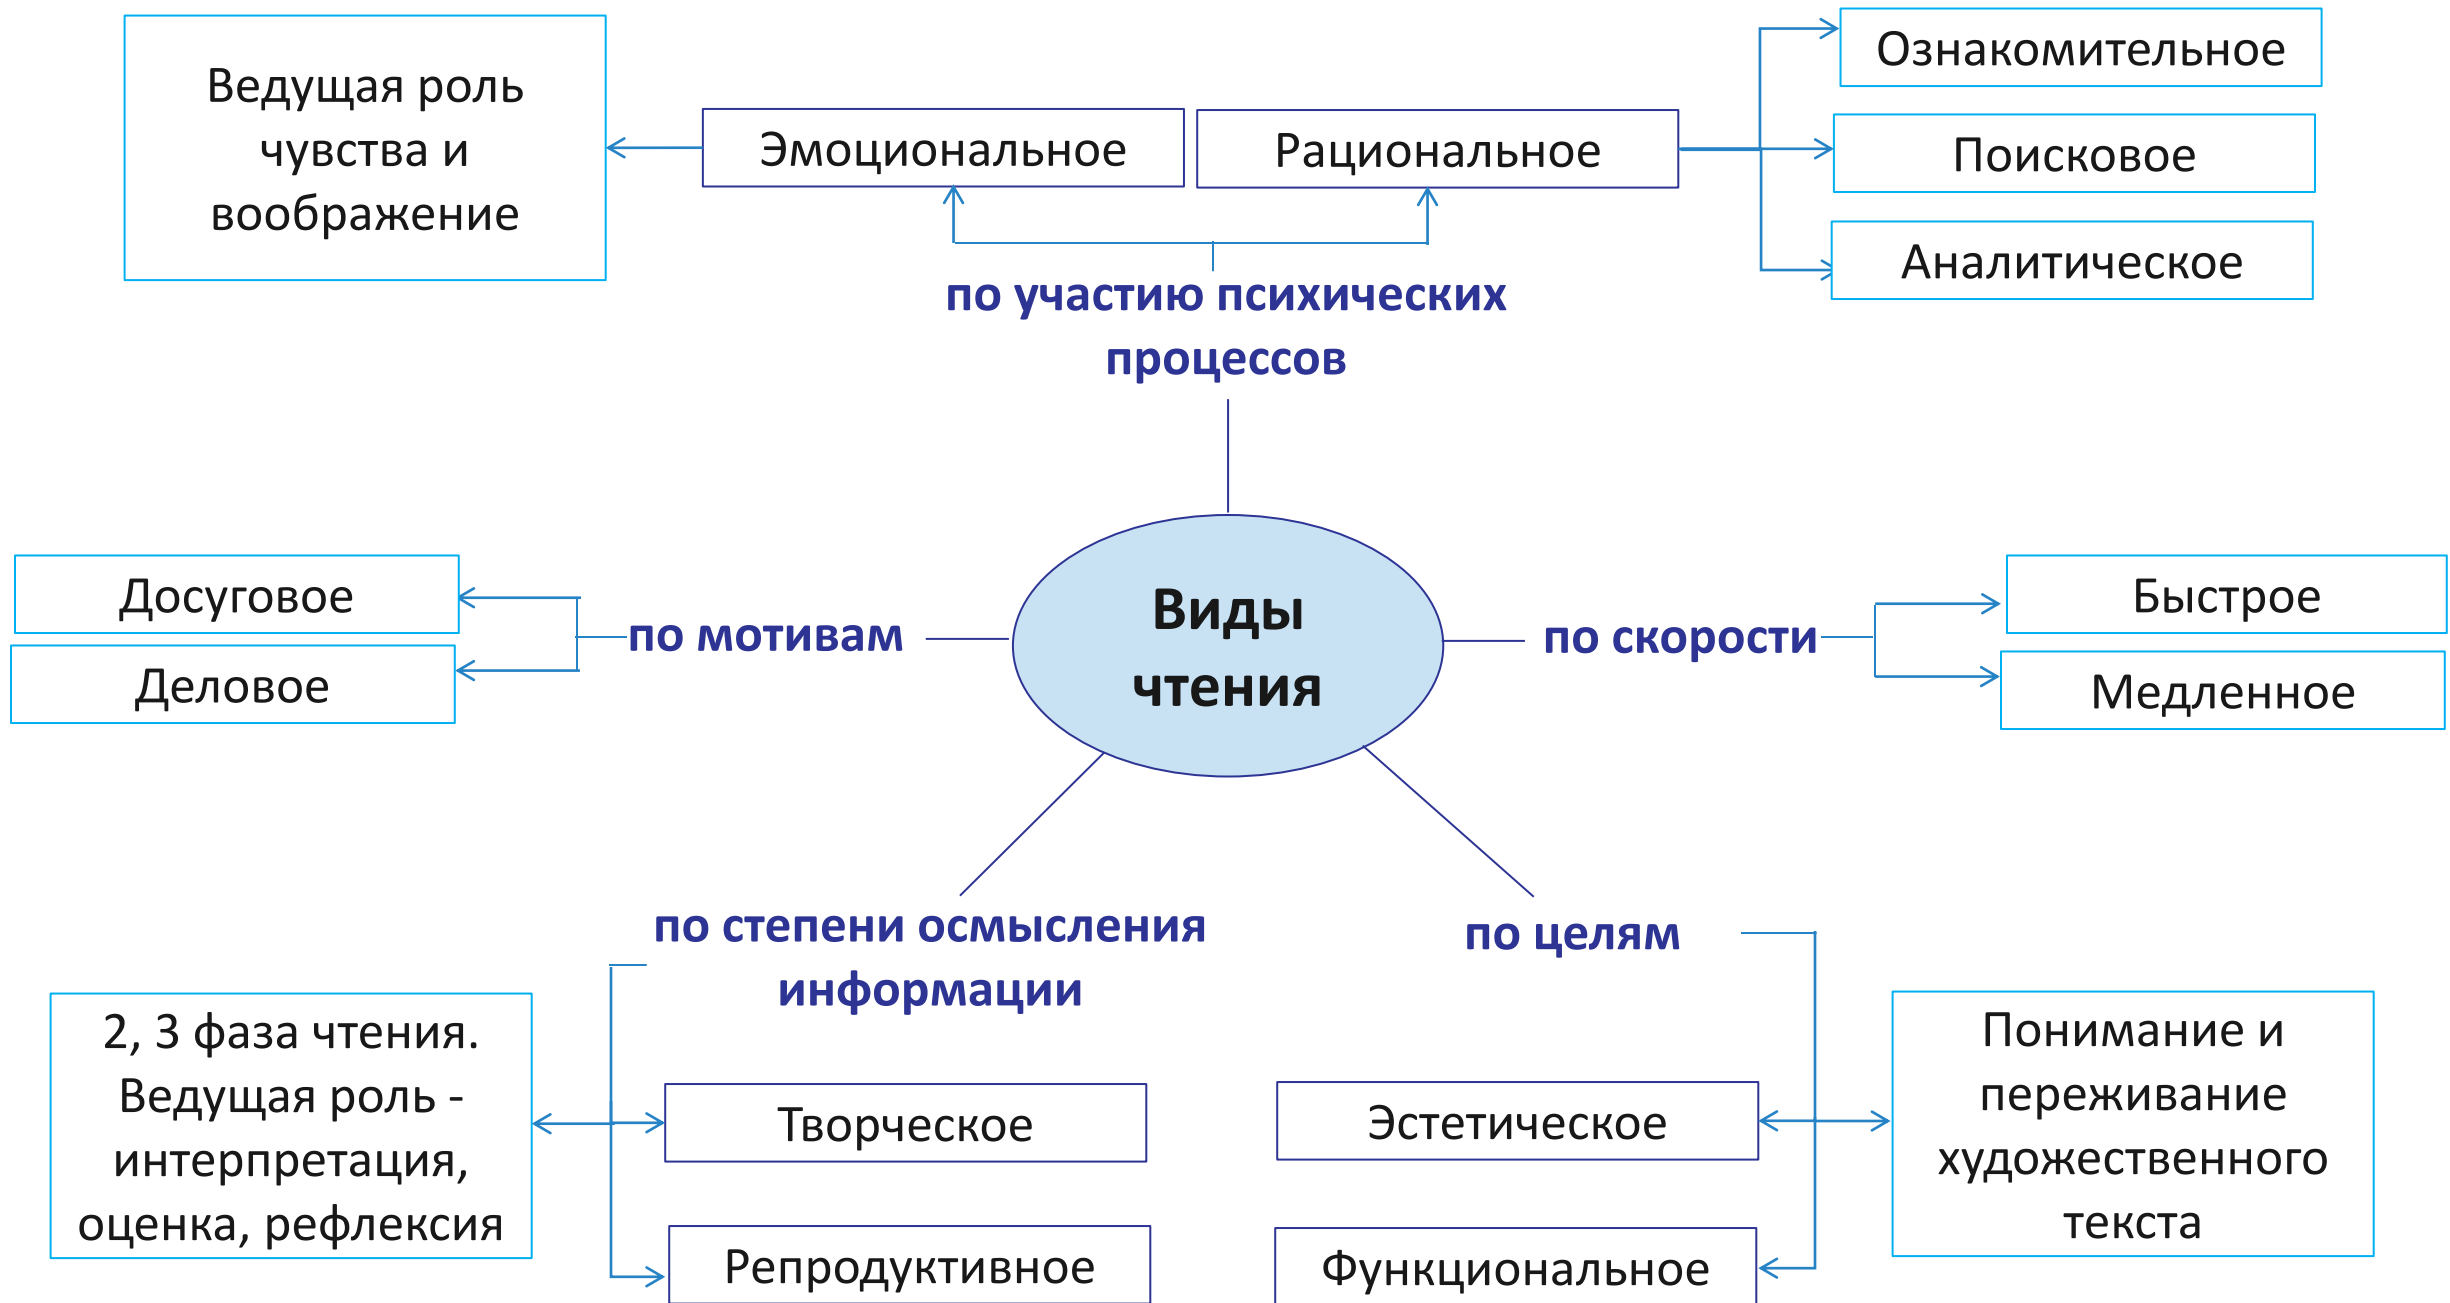 Ведущая роль
чувства и
воображение
Эмоциональное
Рациональное
Ознакомительное
Поисковое
Аналитическое
по участию психических
процессов
Досуговое
Деловое
по мотивам
Виды
чтения
по скорости
Быстрое
Медленное
по степени осмысления
информации
по целям
2, 3 фаза чтения.
Ведущая роль -
интерпретация,
оценка, рефлексия
Творческое
Репродуктивное
Эстетическое
Функциональное
Понимание и
переживание
художественного
текста